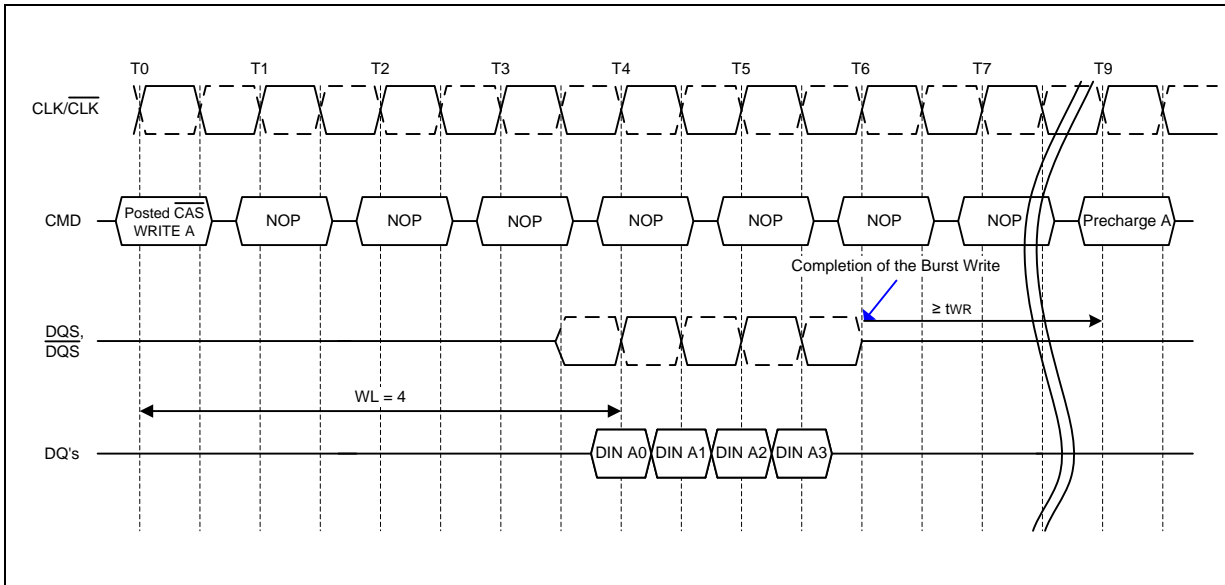 T0 T1 T2 T3 T4 T5 T6 T7 T9
CLK/CLK
CMD
Posted CAS
WRITE A
NOP NOP NOP NOP NOP NOP NOP
Precharge A
Completion of the Burst Write
≥ tWR
DQS,
DQS
WL = 4
DQ's
DIN A0 DIN A1 DIN A2 DIN A3